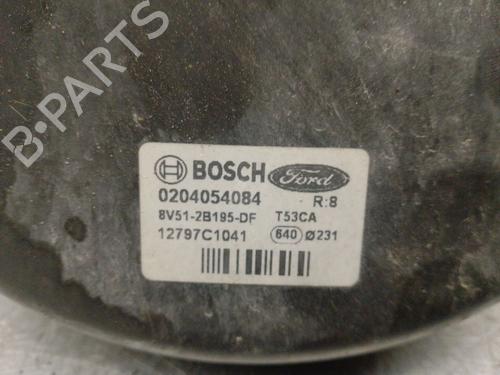 B-PARTS
BOSCH Ford
0204054084 R:8
8V51-2B195-DF T53CA
12797C1041 640 Ø231